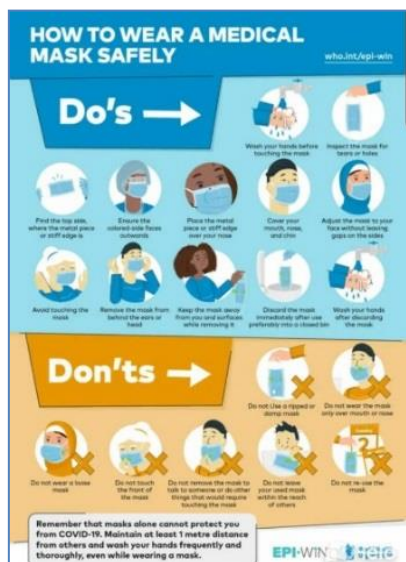 HOW TO WEAR A MEDICAL
MASK SAFELY
who.int/epi-win
Do's
Wash your hands before
touching the mask
Inspect the mask for
tears or holes
Find the top side,
where the metal piece
or stiff edge is
Ensure the
colored-side faces
outwards
Place the metal
piece or stiff edge
over your nose
Cover your
mouth, nose,
and chin
Adjust the mask to your
face without leaving
gaps on the sides
Avoid touching the
mask
Remove the mask from
behind the ears or
head
Keep the mask away
from you and surfaces
while removing it
Discard the mask
immediately after use
preferably into a closed bin
Wash your hands
after discarding
the mask
Don'ts
Do not Use a ripped or
damp mask
Do not wear the mask
only over mouth or nose
Do not wear a loose
mask
Do not touch
the front of
the mask
Do not remove the mask to
talk to someone or do other
things that would require
touching the mask
Do not leave
your used mask
within the reach
of others
Do not re-use the
mask
Remember that masks alone cannot protect you
from COVID-19. Maintain at least 1 metre distance
from others and wash your hands frequently and
thoroughly, even while wearing a mask.
EPI-WIN